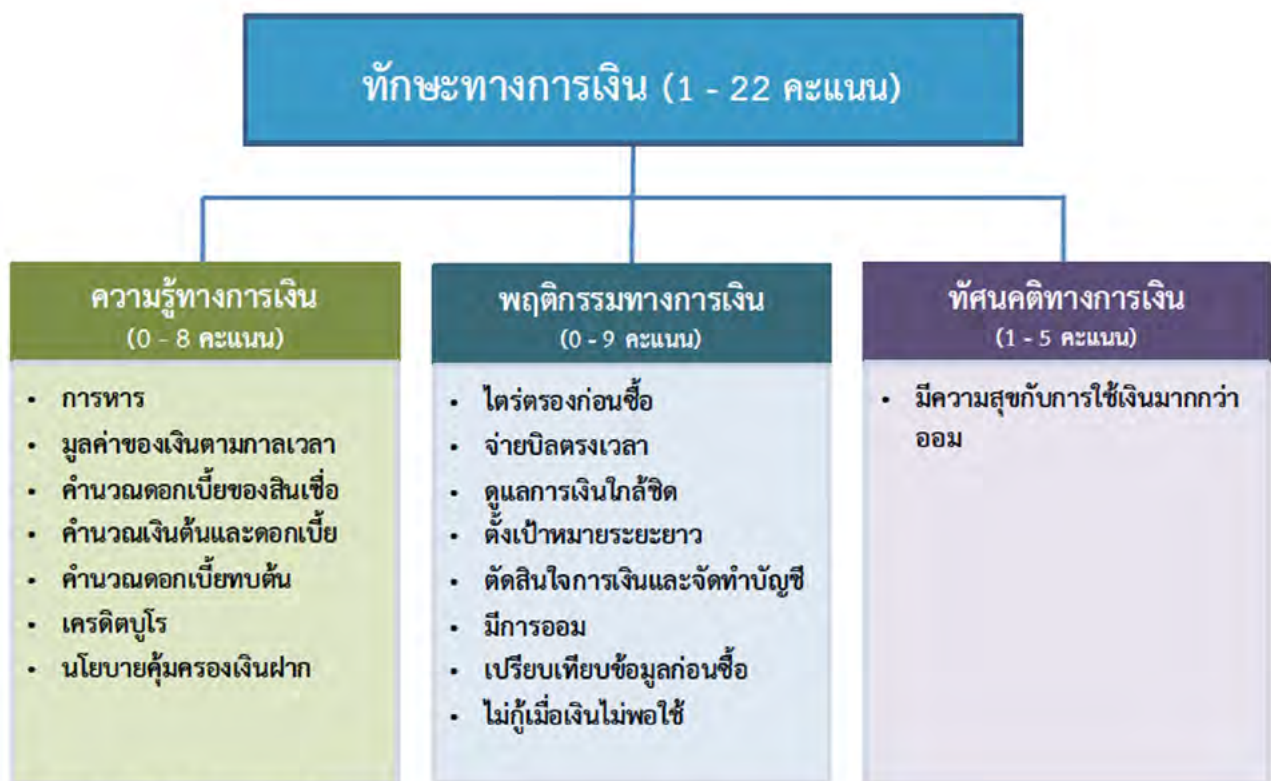 ทักษะทางการเงิน (1 - 22 คะแนน)
ความรู้ทางการเงิน
(0 - 8 คะแนน)
• การหาร
• มูลค่าของเงินตามกาลเวลา
• คำนวณดอกเบี้ยของสินเชื่อ
• คำนวณเงินต้นและดอกเบี้ย
• คำนวณดอกเบี้ยทบต้น
• เครดิตบูโร
• นโยบายคุ้มครองเงินฝาก
พฤติกรรมทางการเงิน
(0 - 9 คะแนน)
• ไตร่ตรองก่อนซื้อ
• จ่ายบิลตรงเวลา
• ดูแลการเงินใกล้ชิด
• ตั้งเป้าหมายระยะยาว
• ตัดสินใจการเงินและจัดทำบัญชี
• มีการออม
• เปรียบเทียบข้อมูลก่อนซื้อ
• ไม่กู้เมื่อเงินไม่พอใช้
ทัศนคติทางการเงิน
(1 - 5 คะแนน)
• มีความสุขกับการใช้เงินมากกว่า
ออม